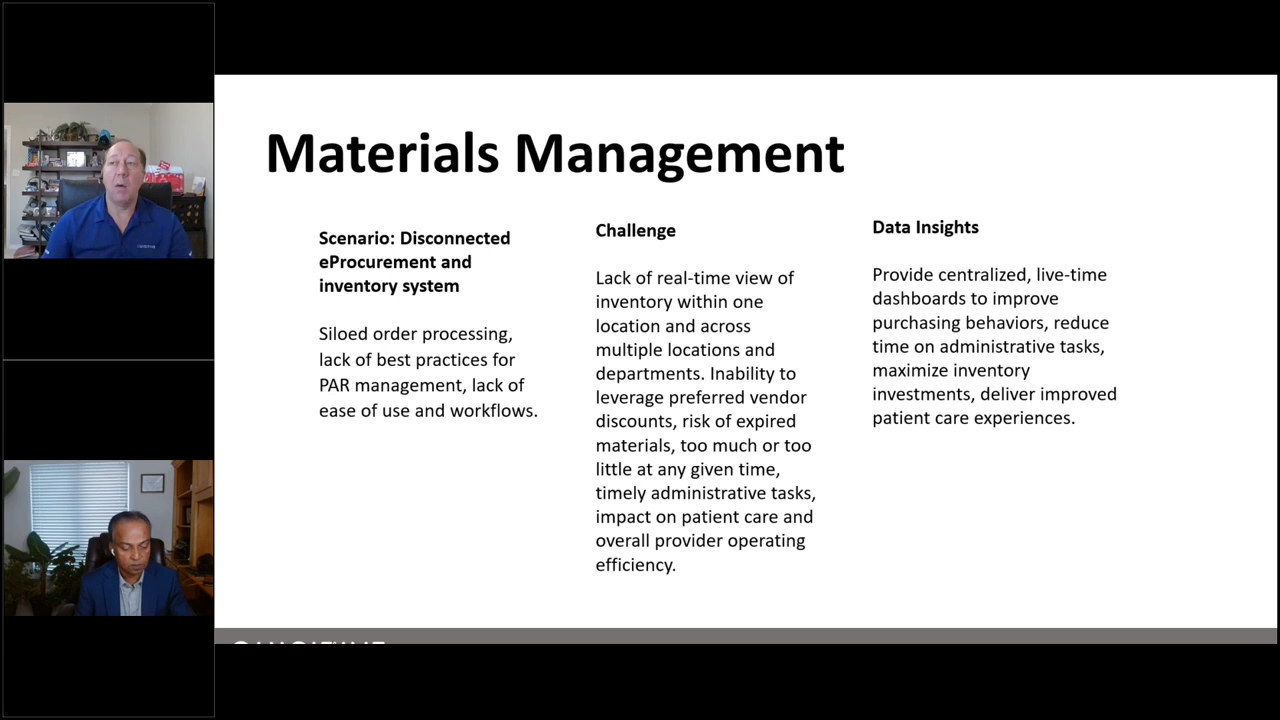 Materials Management
Scenario: Disconnected
eProcurement and
inventory system
Siloed order processing,
lack of best practices for
PAR management, lack of
ease of use and workflows.
Challenge
Lack of real-time view of
inventory within one
location and across
multiple locations and
departments. Inability to
leverage preferred vendor
discounts, risk of expired
materials, too much or too
little at any given time,
timely administrative tasks,
impact on patient care and
overall provider operating
efficiency.
Data Insights
Provide centralized, live-time
dashboards to improve
purchasing behaviors, reduce
time on administrative tasks,
maximize inventory
investments, deliver improved
patient care experiences.